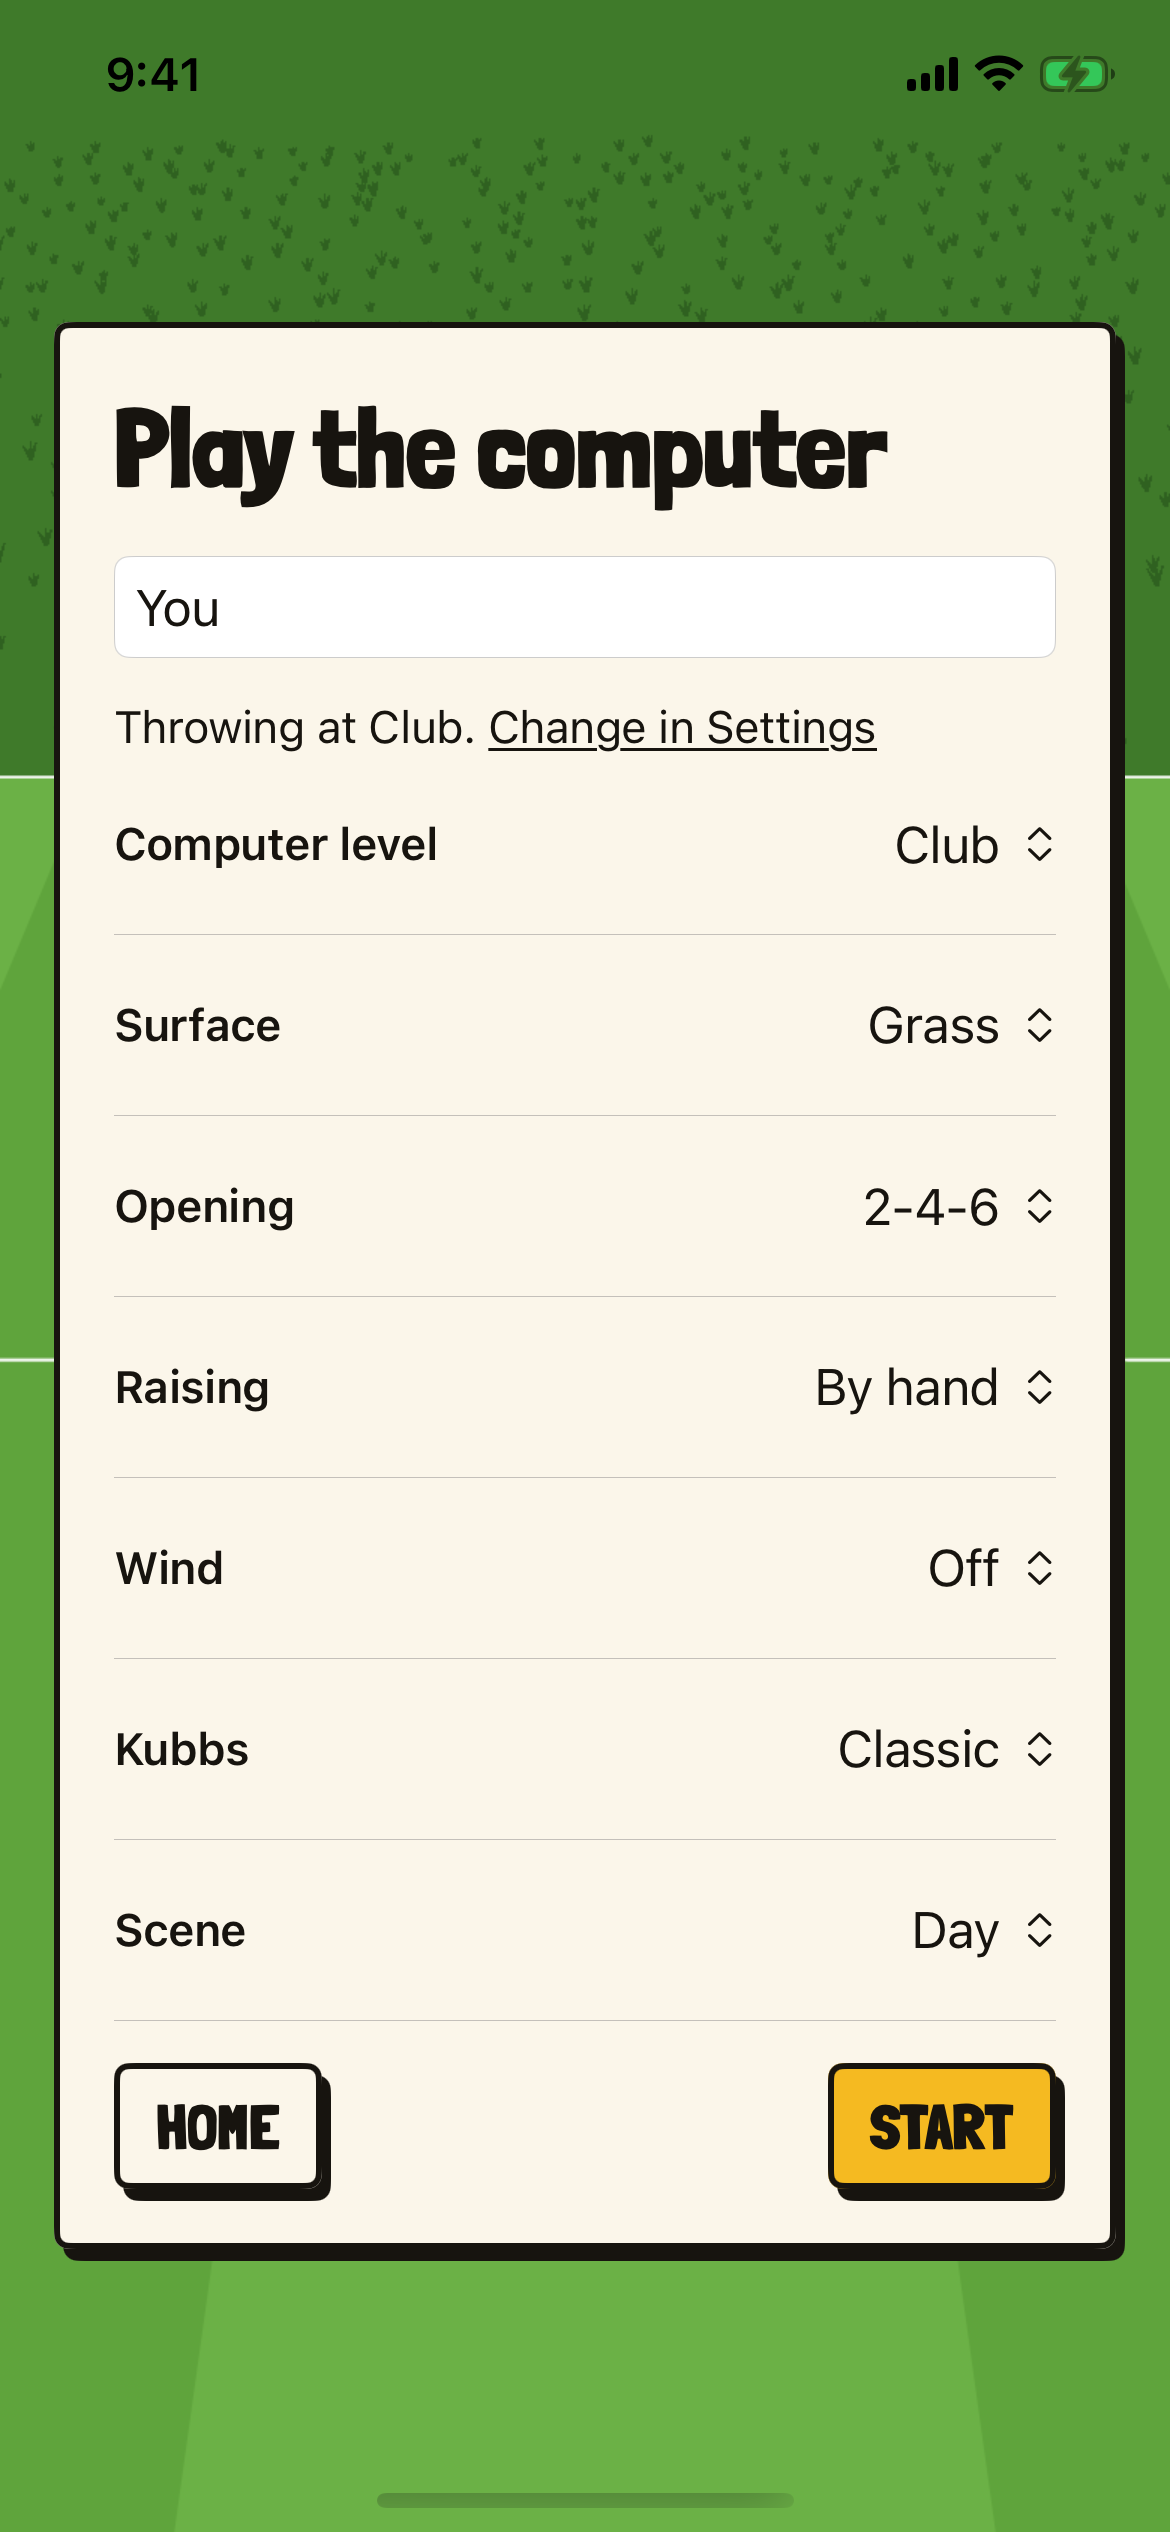 9:41
Play the computer
You
Throwing at Club. Change in Settings
Computer level Club
Surface Grass
Opening 2-4-6
Raising By hand
Wind Off
Kubbs Classic
Scene Day
HOME START